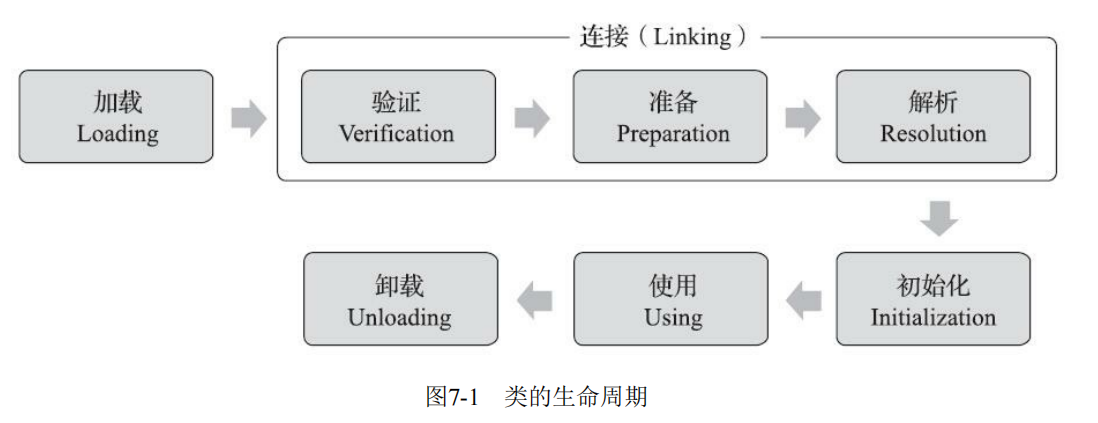 连接（Linking）
加载
Loading
验证
Verification
准备
Preparation
解析
Resolution
卸载
Unloading
使用
Using
初始化
Initialization
图7-1 类的生命周期